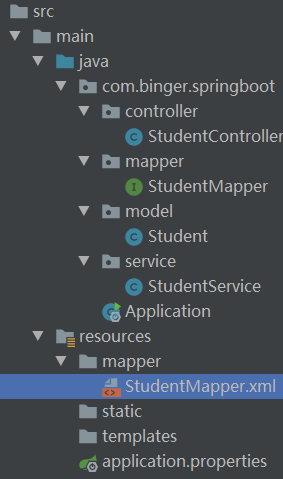 src
main
java
com.binger.springboot
controller
StudentController
mapper
StudentMapper
model
Student
service
StudentService
Application
resources
mapper
StudentMapper.xml
static
templates
application.properties